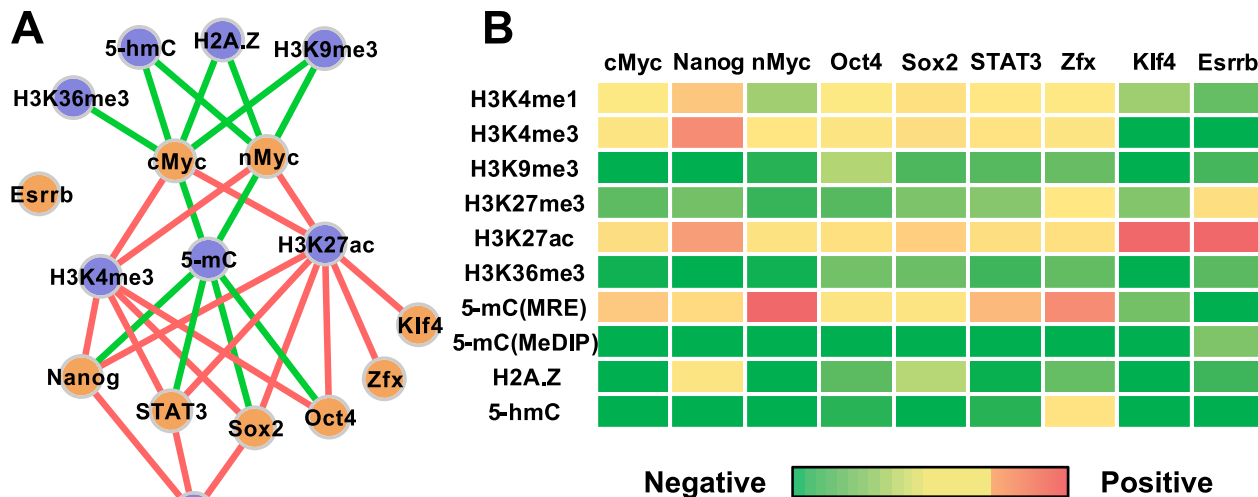 A
5-hmC
H2A.Z
H3K9me3
H3K36me3
cMyc
nMyc
Esrrb
H3K4me3
5-mC
H3K27ac
Klf4
Nanog
Zfx
STAT3
Sox2
Oct4
B
cMyc Nanog nMyc Oct4 Sox2 STAT3 Zfx Klf4 Esrrb
H3K4me1
H3K4me3
H3K9me3
H3K27me3
H3K27ac
H3K36me3
5-mC(MRE)
5-mC(MeDIP)
H2A.Z
5-hmC
Negative Positive